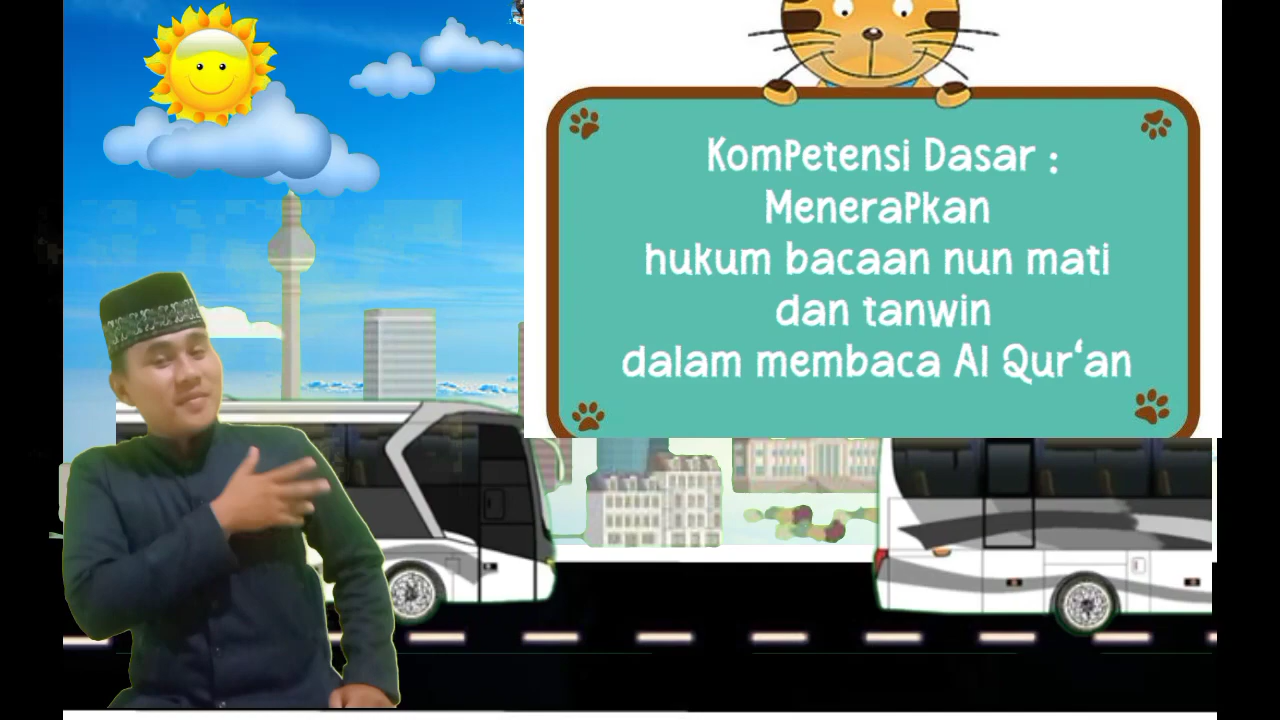 Kompetensi Dasar :
Menerapkan
hukum bacaan nun mati
dan tanwin
dalam membaca Al Qur‘an